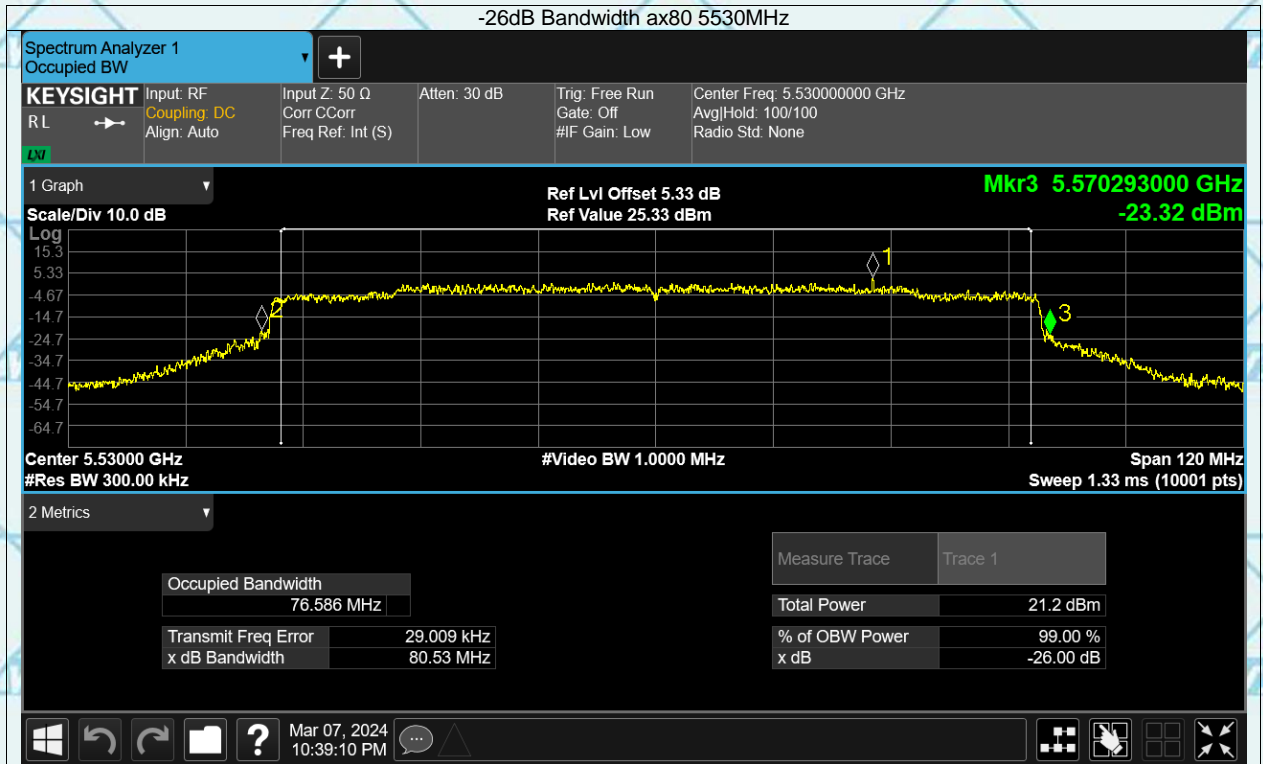 -26dB Bandwidth ax80 5530MHz
Spectrum Analyzer 1
Occupied BW
KEYSIGHT
RL
LXI
Input: RF
Coupling: DC
Align: Auto
Input Z: 50 Ω
Corr CCorr
Freq Ref: Int (S)
Atten: 30 dB
Trig: Free Run
Gate: Off
#IF Gain: Low
Center Freq: 5.530000000 GHz
Avg|Hold: 100/100
Radio Std: None
1 Graph
Scale/Div 10.0 dB
Ref Lvl Offset 5.33 dB
Ref Value 25.33 dBm
Mkr3 5.570293000 GHz
-23.32 dBm
Log
15.3
5.33
-4.67
-14.7
-24.7
-34.7
-44.7
-54.7
-64.7
1
2
3
Center 5.53000 GHz
#Video BW 1.0000 MHz
Span 120 MHz
#Res BW 300.00 kHz
Sweep 1.33 ms (10001 pts)
2 Metrics
Measure Trace Trace 1
Occupied Bandwidth
76.586 MHz
Total Power 21.2 dBm
Transmit Freq Error 29.009 kHz
% of OBW Power 99.00 %
x dB Bandwidth 80.53 MHz
x dB -26.00 dB
?
Mar 07, 2024
10:39:10 PM